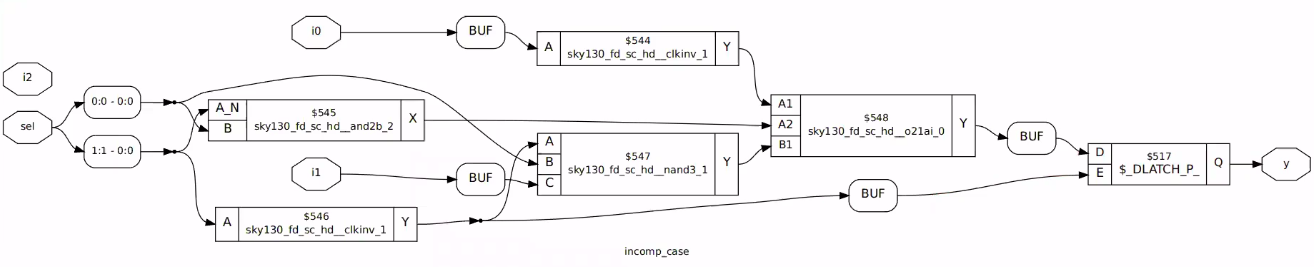 i0
BUF
A
$544
sky130_fd_sc_hd__clkinv_1
Y
i2
sel
0:0 - 0:0
1:1 - 0:0
A_N
B
$545
sky130_fd_sc_hd__and2b_2
X
A
B
C
$547
sky130_fd_sc_hd__nand3_1
Y
A1
A2
B1
$548
sky130_fd_sc_hd__o21ai_0
Y
BUF
D
E
$517
$_DLATCH_P_
Q
y
i1
BUF
A
$546
sky130_fd_sc_hd__clkinv_1
Y
BUF
incomp_case